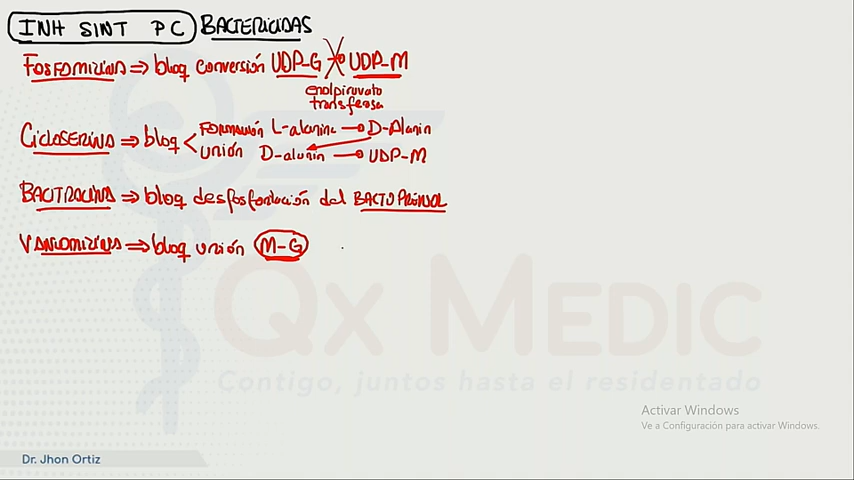 INH SINT PC BACTERICIDAS
FOSFOMICINA ⇒ bloq conversión UDP-G → UDP-M
enolpiruvato
transferasa
CICLOSERINA ⇒ bloq < FORMACIÓN L-alanina → D-Alanin
UNIÓN D-alanin → UDP-M
BACITRACINA ⇒ bloq desfosforilación del BACTOPRENOL
VANCOMICINA ⇒ bloq unión M-G
Qx MEDIC
Contigo, juntos hasta el residentado
Activar Windows
Ve a Configuración para activar Windows.
Dr. Jhon Ortiz